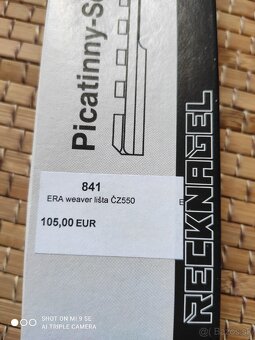 Picatinny-S
841
ERA weaver lišta ČZ550
E
105,00 EUR
RECKNAGEL
SHOT ON MI 9 SE
AI TRIPLE CAMERA